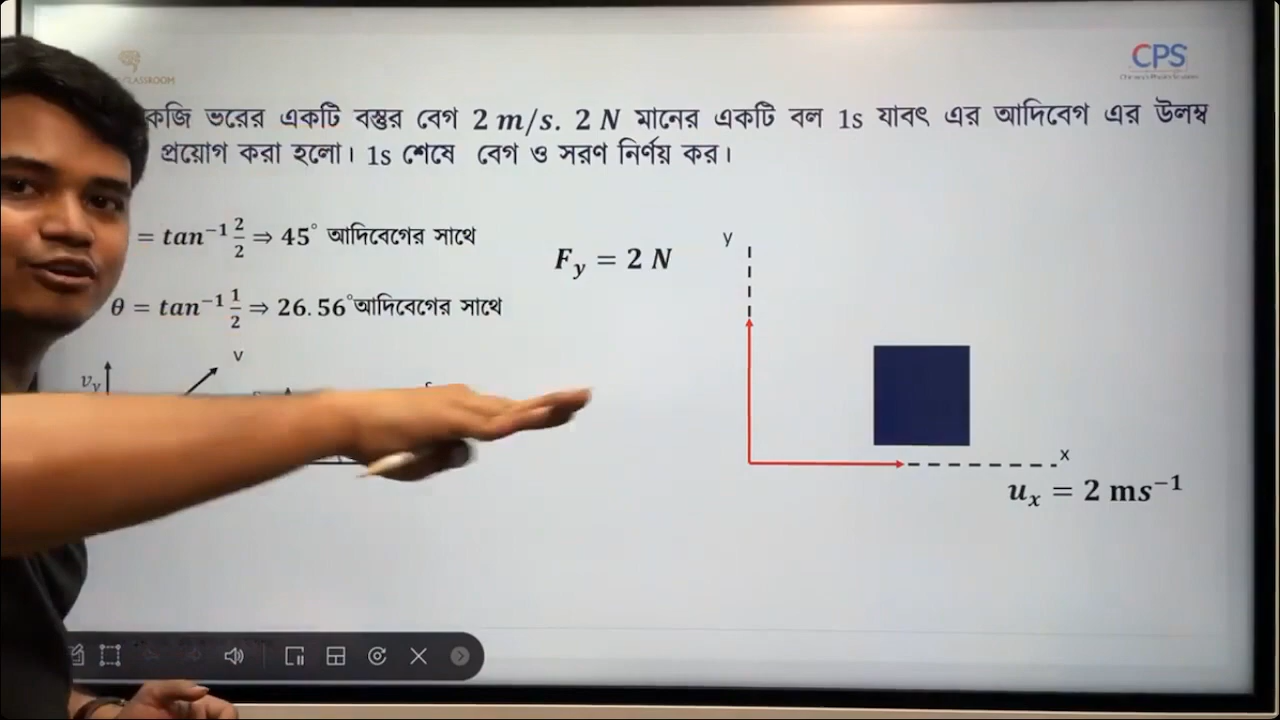 CLASSROOM
CPS
কেজি ভরের একটি বস্তুর বেগ 2 m/s. 2 N মানের একটি বল 1s যাবৎ এর আদিবেগ এর উলম্ব
প্রয়োগ করা হলো। 1s শেষে বেগ ও সরণ নির্ণয় কর।
= tan⁻¹ 2/2 ⇒ 45° আদিবেগের সাথে
θ = tan⁻¹ 1/2 ⇒ 26.56° আদিবেগের সাথে
F_y = 2 N
y
v
v_y
x
u_x = 2 ms⁻¹